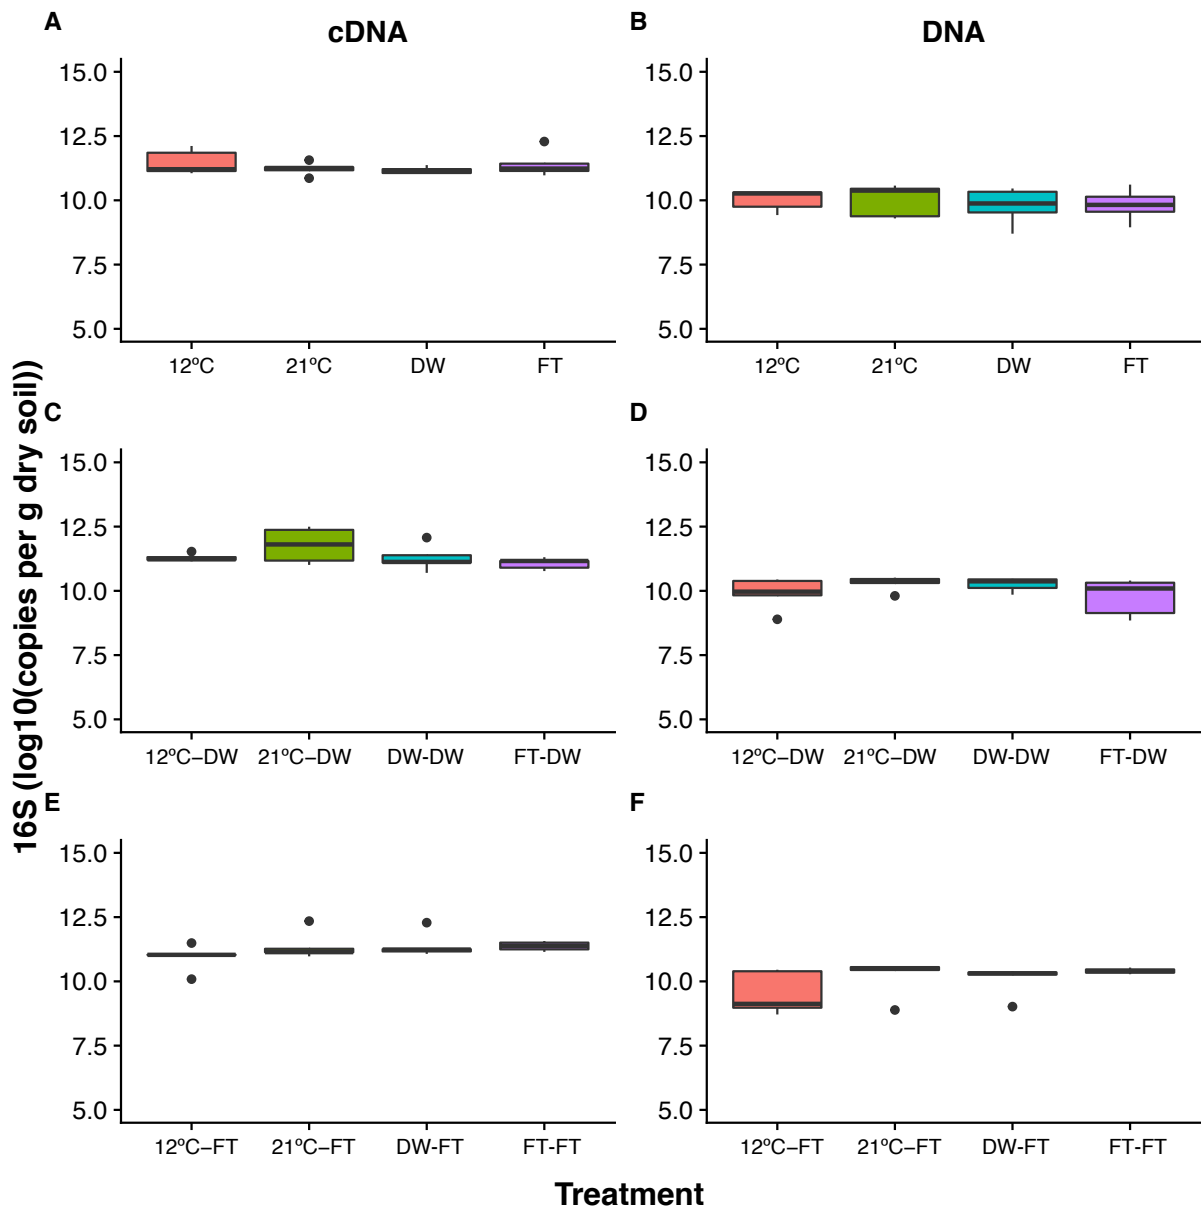 A
cDNA
B
DNA
15.0
12.5
10.0
7.5
5.0
12ºC 21ºC DW FT
15.0
12.5
10.0
7.5
5.0
12ºC 21ºC DW FT
16S (log10(copies per g dry soil))
C
15.0
12.5
10.0
7.5
5.0
12ºC–DW 21ºC–DW DW-DW FT-DW
D
15.0
12.5
10.0
7.5
5.0
12ºC–DW 21ºC–DW DW-DW FT-DW
E
15.0
12.5
10.0
7.5
5.0
12ºC–FT 21ºC–FT DW-FT FT-FT
F
15.0
12.5
10.0
7.5
5.0
12ºC–FT 21ºC–FT DW-FT FT-FT
Treatment